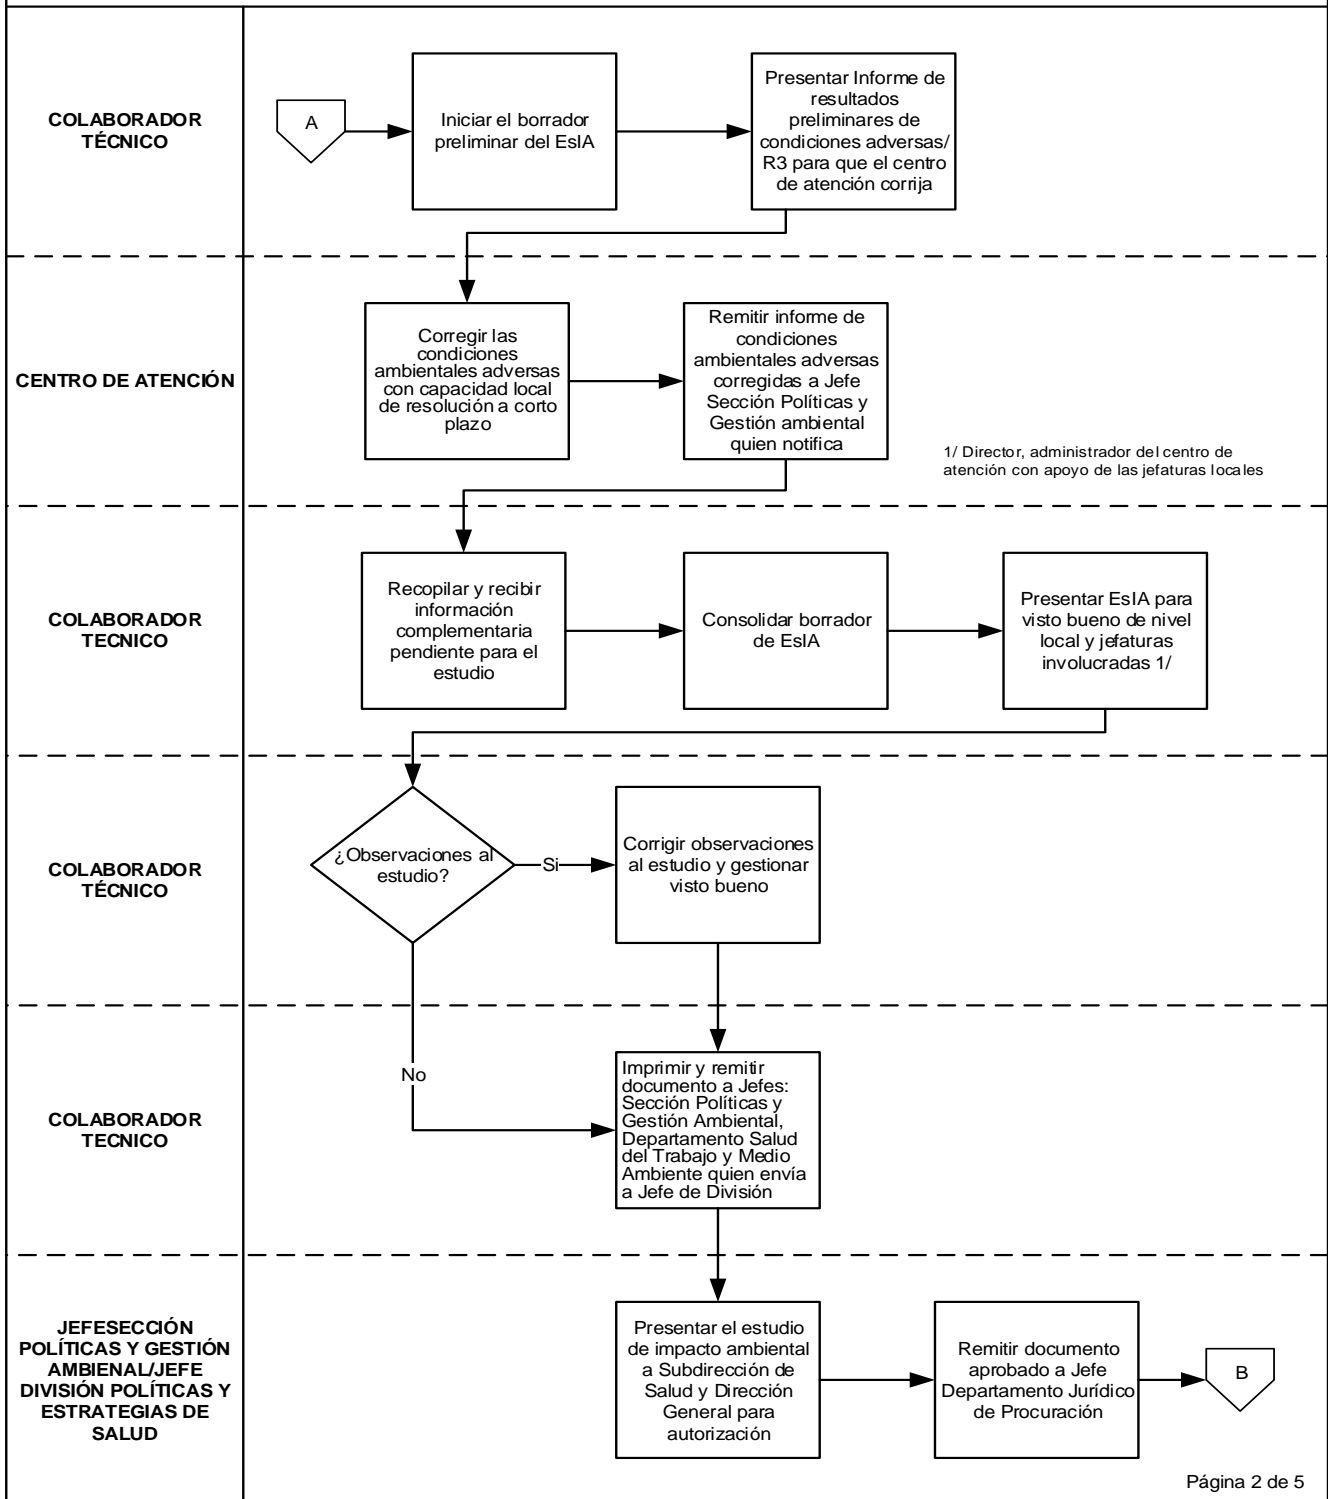 COLABORADOR
TÉCNICO
A
Iniciar el borrador
preliminar del EsIA
Presentar Informe de
resultados
preliminares de
condiciones adversas/
R3 para que el centro
de atención corrija
CENTRO DE ATENCIÓN
Corregir las
condiciones
ambientales adversas
con capacidad local
de resolución a corto
plazo
Remitir informe de
condiciones
ambientales adversas
corregidas a Jefe
Sección Políticas y
Gestión ambiental
quien notifica
1/ Director, administrador del centro de
atención con apoyo de las jefaturas locales
COLABORADOR
TECNICO
Recopilar y recibir
información
complementaria
pendiente para el
estudio
Consolidar borrador
de EsIA
Presentar EsIA para
visto bueno de nivel
local y jefaturas
involucradas 1/
COLABORADOR
TÉCNICO
¿Observaciones al
estudio?
Si
Corrigir observaciones
al estudio y gestionar
visto bueno
COLABORADOR
TECNICO
No
Imprimir y remitir
documento a Jefes:
Sección Políticas y
Gestión Ambiental,
Departamento Salud
del Trabajo y Medio
Ambiente quien envía
a Jefe de División
JEFESECCIÓN
POLÍTICAS Y GESTIÓN
AMBIENAL/JEFE
DIVISIÓN POLÍTICAS Y
ESTRATEGIAS DE
SALUD
Presentar el estudio
de impacto ambiental
a Subdirección de
Salud y Dirección
General para
autorización
Remitir documento
aprobado a Jefe
Departamento Jurídico
de Procuración
B
Página 2 de 5